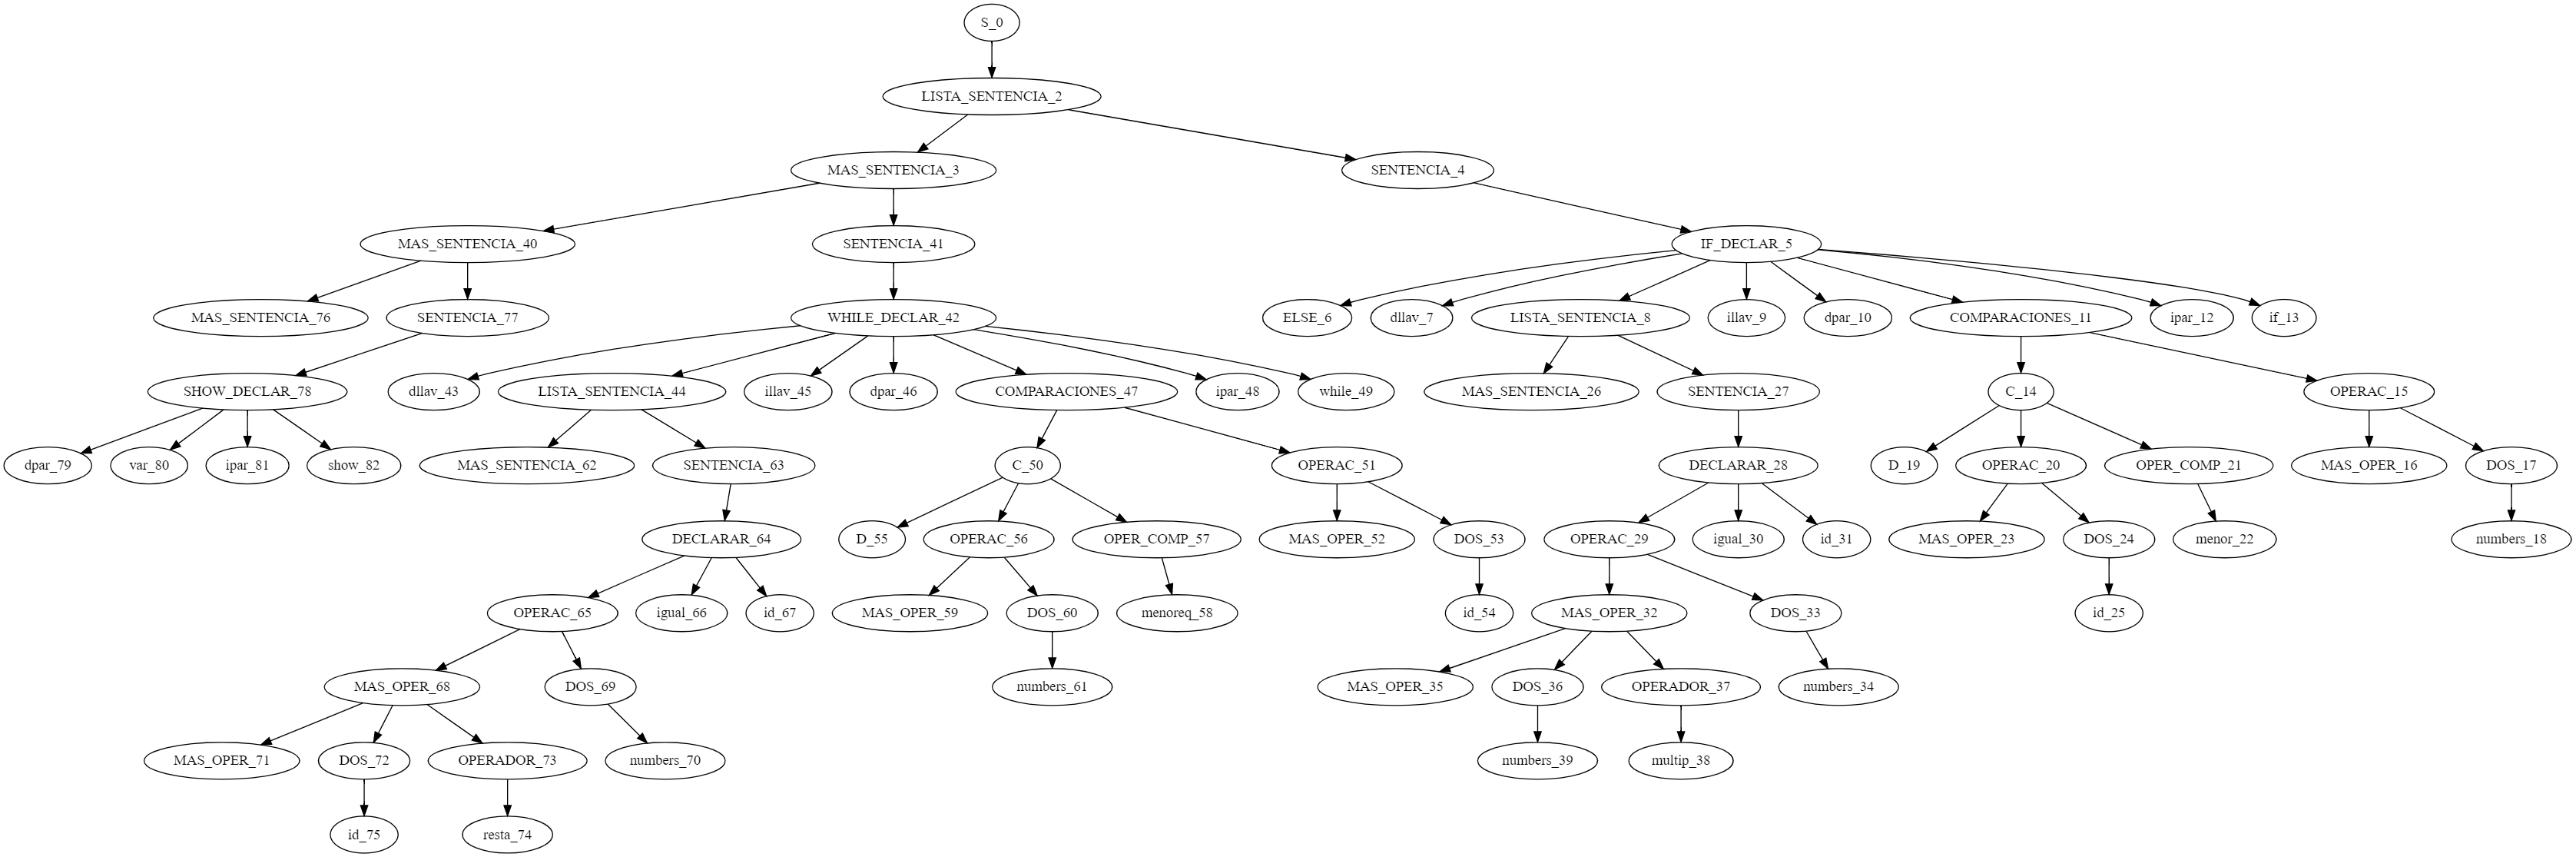 S_0
LISTA_SENTENCIA_2
MAS_SENTENCIA_3 SENTENCIA_4
MAS_SENTENCIA_40 SENTENCIA_41 IF_DECLAR_5
MAS_SENTENCIA_76 SENTENCIA_77 WHILE_DECLAR_42 ELSE_6 dllav_7 LISTA_SENTENCIA_8 illav_9 dpar_10 COMPARACIONES_11 ipar_12 if_13
SHOW_DECLAR_78 dllav_43 LISTA_SENTENCIA_44 illav_45 dpar_46 COMPARACIONES_47 ipar_48 while_49 MAS_SENTENCIA_26 SENTENCIA_27 C_14 OPERAC_15
dpar_79 var_80 ipar_81 show_82 MAS_SENTENCIA_62 SENTENCIA_63 C_50 OPERAC_51 DECLARAR_28 D_19 OPERAC_20 OPER_COMP_21 MAS_OPER_16 DOS_17
DECLARAR_64 D_55 OPERAC_56 OPER_COMP_57 MAS_OPER_52 DOS_53 OPERAC_29 igual_30 id_31 MAS_OPER_23 DOS_24 menor_22 numbers_18
OPERAC_65 igual_66 id_67 MAS_OPER_59 DOS_60 menoreq_58 id_54 MAS_OPER_32 DOS_33 id_25
MAS_OPER_68 DOS_69 numbers_61 MAS_OPER_35 DOS_36 OPERADOR_37 numbers_34
MAS_OPER_71 DOS_72 OPERADOR_73 numbers_70 numbers_39 multip_38
id_75 resta_74